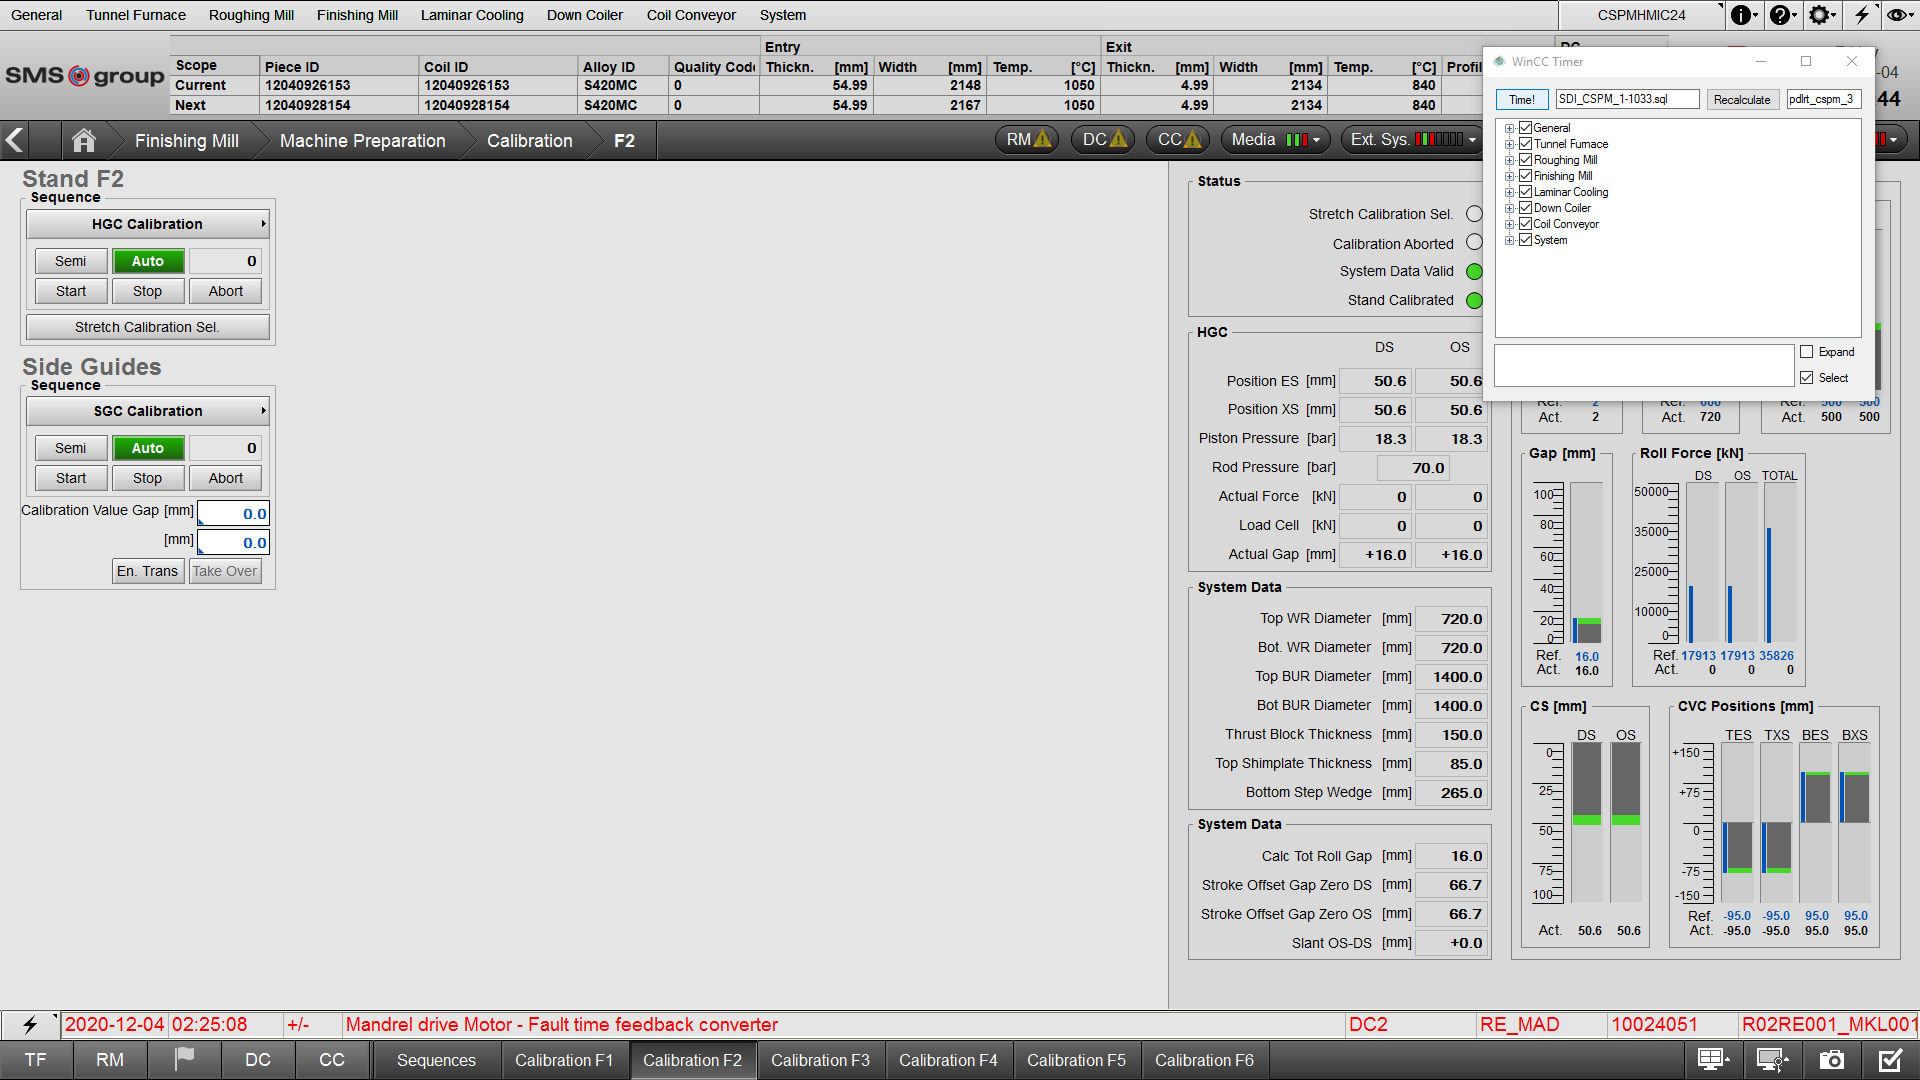 General Tunnel Furnace Roughing Mill Finishing Mill Laminar Cooling Down Coiler Coil Conveyor System CSPMHMIC24
SMS group
Entry Exit
Scope Piece ID Coil ID Alloy ID Quality Code Thickn. [mm] Width [mm] Temp. [°C] Thickn. [mm] Width [mm] Temp. [°C]
Current 12040926153 12040926153 S420MC 0 54.99 2148 1050 4.99 2134 840
Next 12040928154 12040928154 S420MC 0 54.99 2167 1050 4.99 2134 840
-04
44
Finishing Mill Machine Preparation Calibration F2 RM DC CC Media Ext. Sys.
WinCC Timer
Time! SDI_CSPM_1-1033.sql Recalculate pdlrt_cspm_3
General
Tunnel Furnace
Roughing Mill
Finishing Mill
Laminar Cooling
Down Coiler
Coil Conveyor
System
Expand
Select
Stand F2
Sequence
HGC Calibration
Semi Auto 0
Start Stop Abort
Stretch Calibration Sel.
Side Guides
Sequence
SGC Calibration
Semi Auto 0
Start Stop Abort
Calibration Value Gap [mm] 0.0
[mm] 0.0
En. Trans Take Over
Status
Stretch Calibration Sel.
Calibration Aborted
System Data Valid
Stand Calibrated
HGC
DS OS
Position ES [mm] 50.6 50.6
Position XS [mm] 50.6 50.6
Piston Pressure [bar] 18.3 18.3
Rod Pressure [bar] 70.0
Actual Force [kN] 0 0
Load Cell [kN] 0 0
Actual Gap [mm] +16.0 +16.0
System Data
Top WR Diameter [mm] 720.0
Bot. WR Diameter [mm] 720.0
Top BUR Diameter [mm] 1400.0
Bot BUR Diameter [mm] 1400.0
Thrust Block Thickness [mm] 150.0
Top Shimplate Thickness [mm] 85.0
Bottom Step Wedge [mm] 265.0
System Data
Calc Tot Roll Gap [mm] 16.0
Stroke Offset Gap Zero DS [mm] 66.7
Stroke Offset Gap Zero OS [mm] 66.7
Slant OS-DS [mm] +0.0
Ref. 2 Ref. 600 Ref. 500 500
Act. 2 Act. 720 Act. 500 500
Gap [mm]
100
80
60
40
20
0
Ref. 16.0
Act. 16.0
Roll Force [kN]
DS OS TOTAL
50000
35000
25000
10000
0
Ref. 17913 17913 35826
Act. 0 0 0
CS [mm]
DS OS
0
25
50
75
100
Act. 50.6 50.6
CVC Positions [mm]
TES TXS BES BXS
+150
+75
0
-75
-150
Ref. -95.0 -95.0 95.0 95.0
Act. -95.0 -95.0 95.0 95.0
2020-12-04 02:25:08 +/- Mandrel drive Motor - Fault time feedback converter DC2 RE_MAD 10024051 R02RE001_MKL001
TF RM DC CC Sequences Calibration F1 Calibration F2 Calibration F3 Calibration F4 Calibration F5 Calibration F6